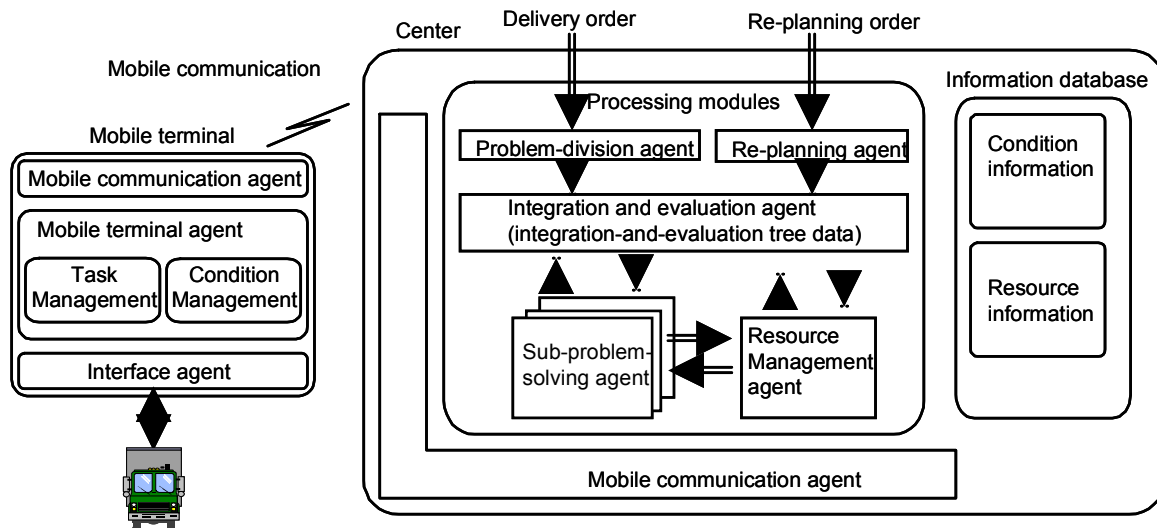 Delivery order
Re-planning order
Center
Mobile communication
Mobile terminal
Mobile communication agent
Mobile terminal agent
Task
Management
Condition
Management
Interface agent
Processing modules
Problem-division agent
Re-planning agent
Integration and evaluation agent
(integration-and-evaluation tree data)
Sub-problem-
solving agent
Resource
Management
agent
Mobile communication agent
Information database
Condition
information
Resource
information